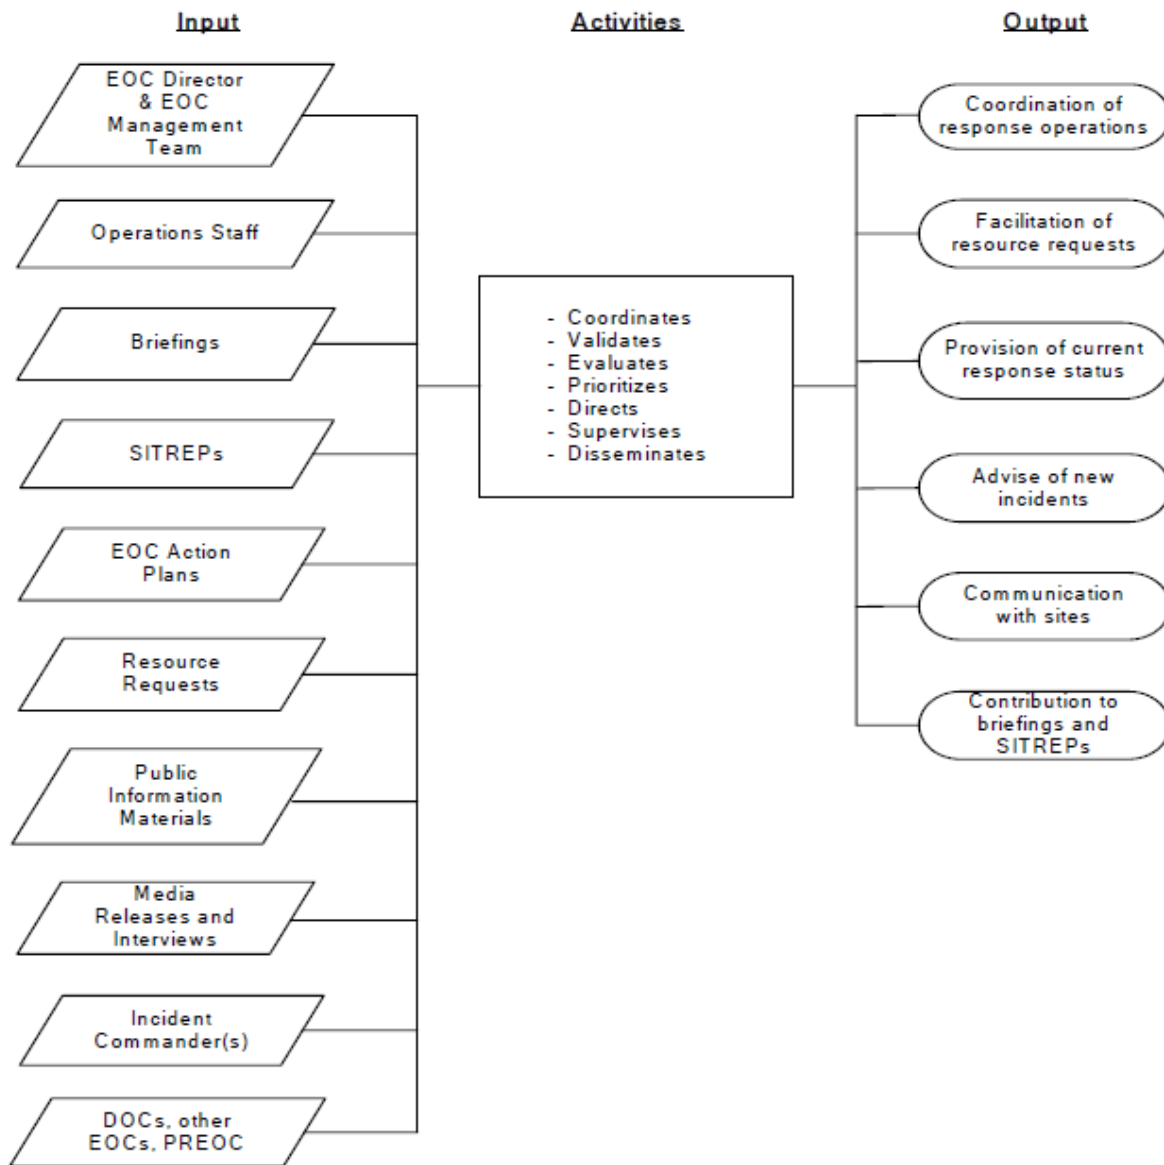 Input
Activities
Output
EOC Director
& EOC
Management
Team
Operations Staff
Briefings
SITREPs
EOC Action
Plans
Resource
Requests
Public
Information
Materials
Media
Releases and
Interviews
Incident
Commander(s)
DOCs, other
EOCs, PREOC
- Coordinates
- Validates
- Evaluates
- Prioritizes
- Directs
- Supervises
- Disseminates
Coordination of
response operations
Facilitation of
resource requests
Provision of current
response status
Advise of new
incidents
Communication
with sites
Contribution to
briefings and
SITREPs